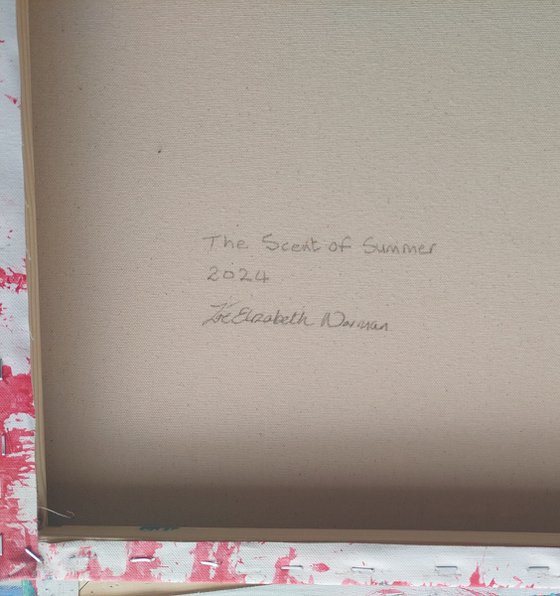 The Scent of Summer
2024
Zoe Elizabeth Norman